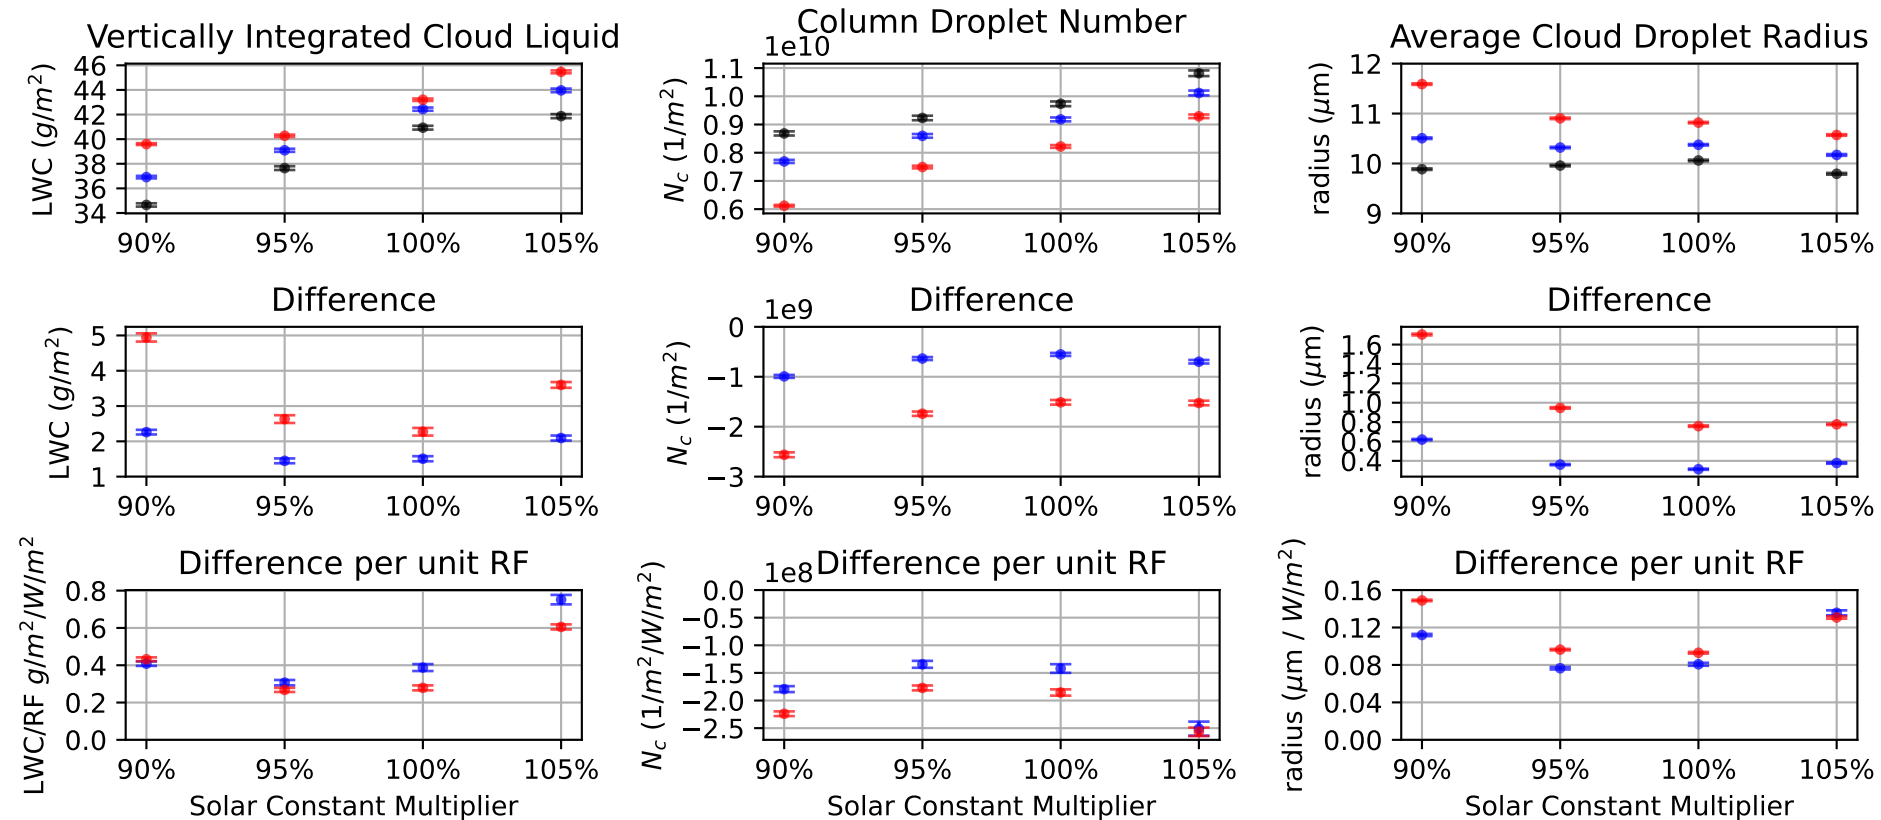 Vertically Integrated Cloud Liquid
LWC (g/m²)
46
44
42
40
38
36
34
90% 95% 100% 105%
Column Droplet Number
1e10
N_c (1/m²)
1.1
1.0
0.9
0.8
0.7
0.6
90% 95% 100% 105%
Average Cloud Droplet Radius
radius (μm)
12
11
10
9
90% 95% 100% 105%
Difference
LWC (g/m²)
5
4
3
2
1
90% 95% 100% 105%
Difference
1e9
N_c (1/m²)
0
−1
−2
−3
90% 95% 100% 105%
Difference
radius (μm)
1.6
1.4
1.2
1.0
0.8
0.6
0.4
90% 95% 100% 105%
Difference per unit RF
LWC/RF g/m²/W/m²
0.8
0.6
0.4
0.2
0.0
90% 95% 100% 105%
Solar Constant Multiplier
Difference per unit RF
1e8
N_c (1/m²/W/m²)
0.0
−0.5
−1.0
−1.5
−2.0
−2.5
90% 95% 100% 105%
Solar Constant Multiplier
Difference per unit RF
radius (μm / W/m²)
0.16
0.12
0.08
0.04
0.00
90% 95% 100% 105%
Solar Constant Multiplier